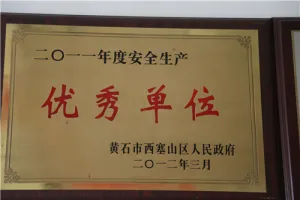 二〇一一年度安全生产
优秀单位
黄石市西塞山区人民政府
二〇一二年三月